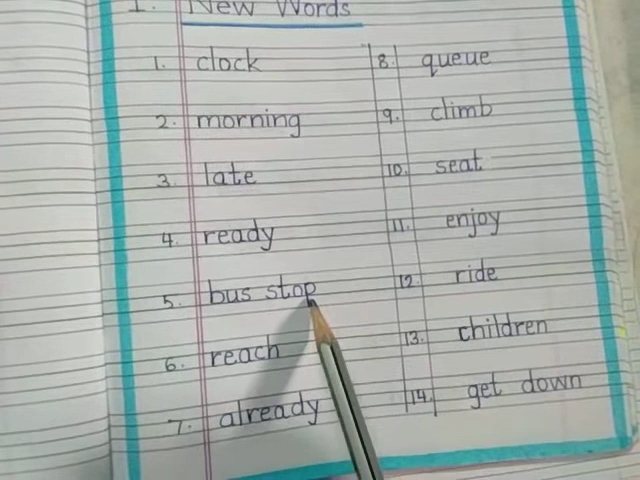 I. New Words
1. clock
2. morning
3. late
4. ready
5. bus stop
6. reach
7. already
8. queue
9. climb
10. seat
11. enjoy
12. ride
13. children
14. get down